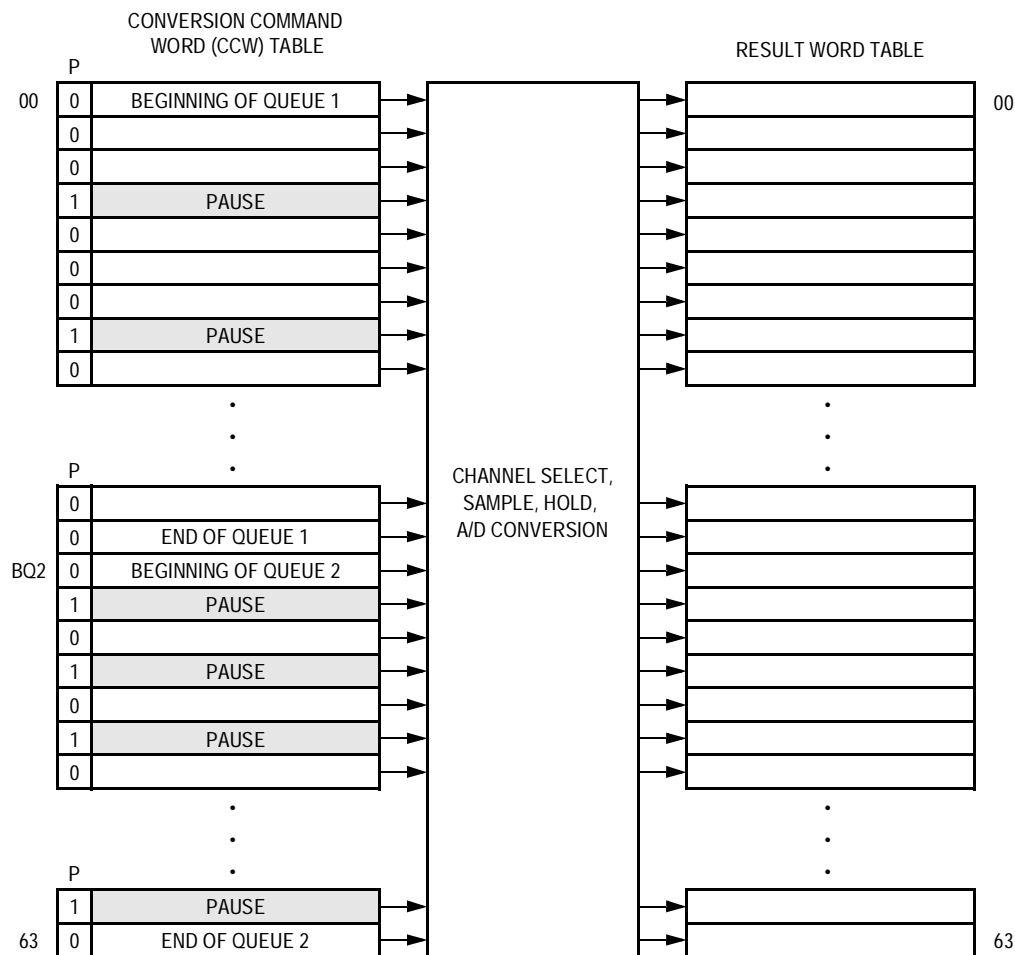 CONVERSION COMMAND
WORD (CCW) TABLE
RESULT WORD TABLE
P
00 0 BEGINNING OF QUEUE 1 00
0
0
1 PAUSE
0
0
0
1 PAUSE
0
.
.
.
P
CHANNEL SELECT,
SAMPLE, HOLD,
A/D CONVERSION
0
0 END OF QUEUE 1
BQ2 0 BEGINNING OF QUEUE 2
1 PAUSE
0
1 PAUSE
0
1 PAUSE
0
.
.
.
P
1 PAUSE
63 0 END OF QUEUE 2 63